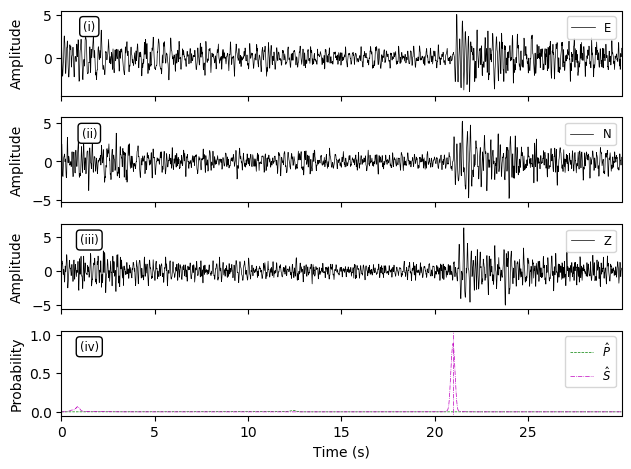 5
0
Amplitude
(i)
E
5
0
−5
Amplitude
(ii)
N
5
0
−5
Amplitude
(iii)
Z
1.0
0.5
0.0
Probability
(iv)
P̂
Ŝ
0 5 10 15 20 25
Time (s)